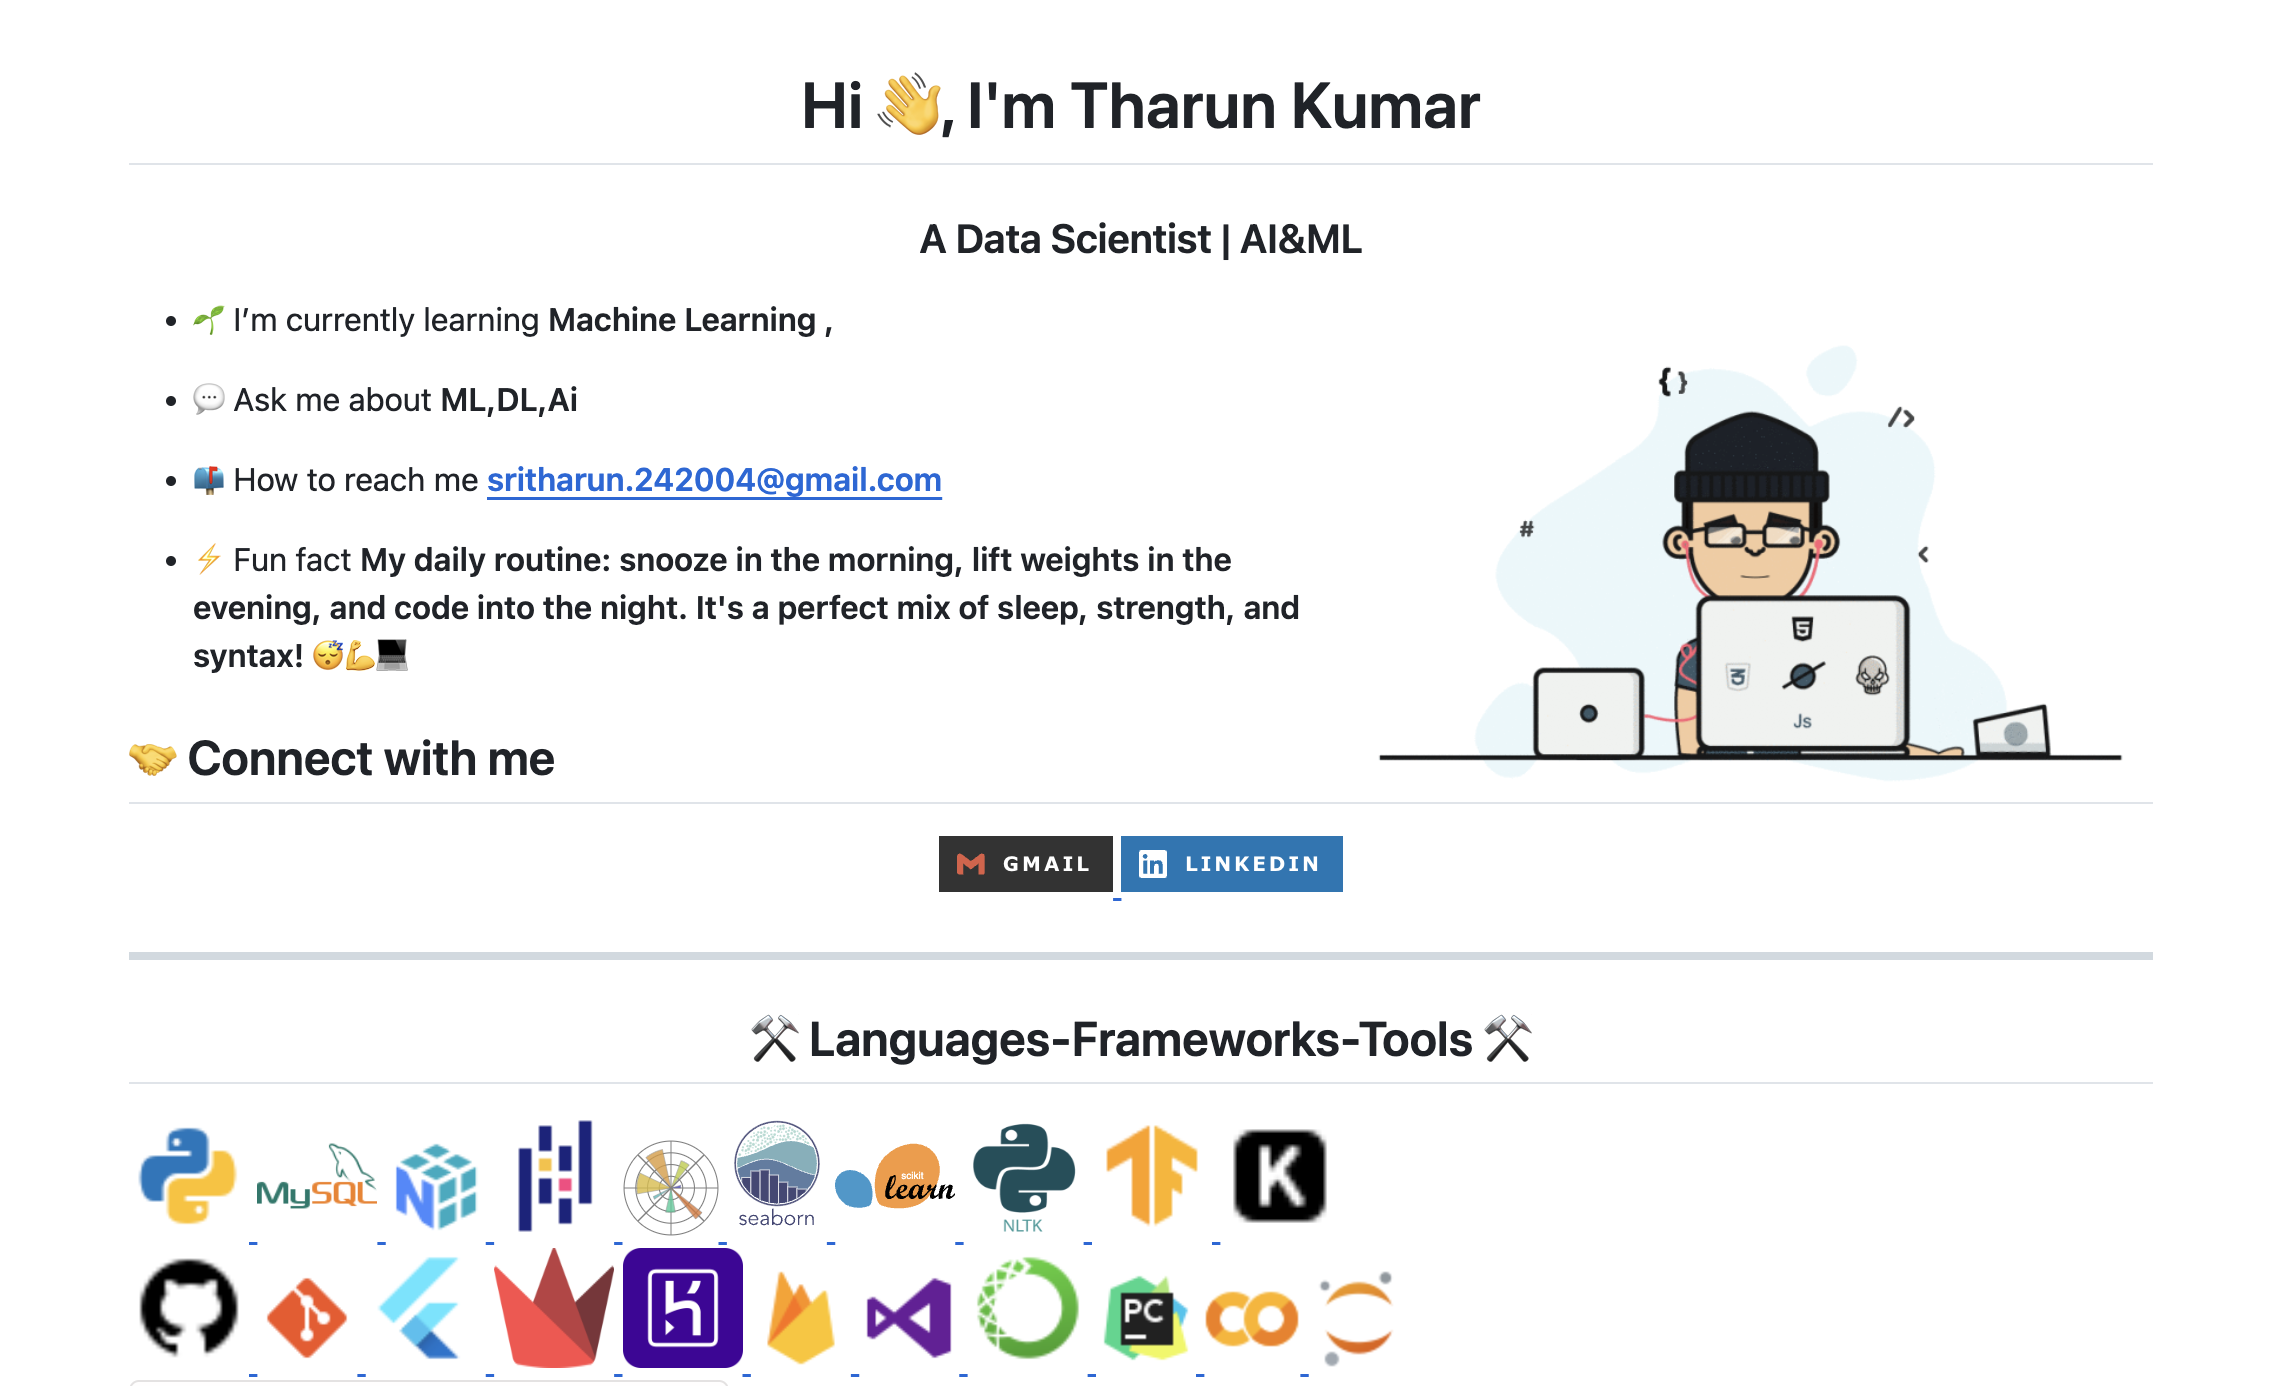 Hi 👋, I'm Tharun Kumar
A Data Scientist | AI&ML
🌱 I’m currently learning Machine Learning ,
💬 Ask me about ML,DL,Ai
📫 How to reach me sritharun.242004@gmail.com
⚡ Fun fact My daily routine: snooze in the morning, lift weights in the
evening, and code into the night. It's a perfect mix of sleep, strength, and
syntax! 😴💪💻
{ }
/>
#
<
5
3
Js
🤝 Connect with me
GMAIL
in LINKEDIN
⚒️ Languages-Frameworks-Tools ⚒️
MySQL
N
seaborn
scikit
learn
NLTK
K
PC